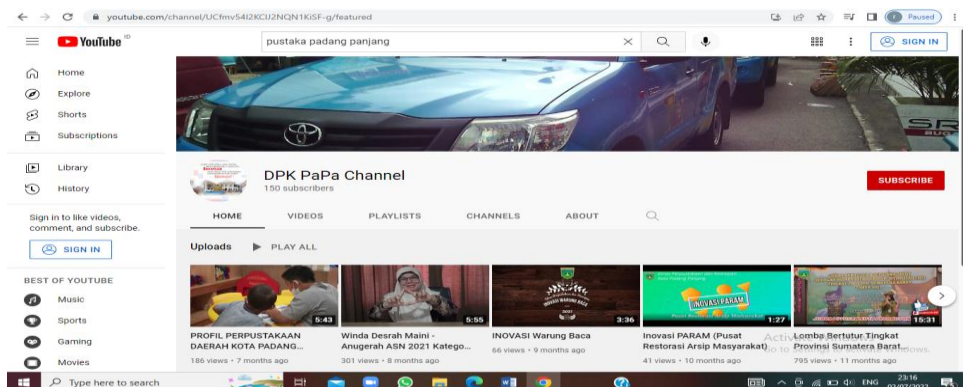 youtube.com/channel/UCfmv54I2KCIJ2NQN1KiSF-g/featured
Paused
YouTube ID
pustaka padang panjang
SIGN IN
Home
Explore
Shorts
Subscriptions
Library
History
Sign in to like videos,
comment, and subscribe.
SIGN IN
BEST OF YOUTUBE
Music
Sports
Gaming
Movies
DPK PaPa Channel
150 subscribers
SUBSCRIBE
HOME VIDEOS PLAYLISTS CHANNELS ABOUT
Uploads PLAY ALL
5:43
5:55
INOVASI WARUNG BACA
2021
3:36
INOVASI PARAM
1:27
15:31
PROFIL PERPUSTAKAAN
DAERAH KOTA PADANG...
186 views • 7 months ago
Winda Desrah Maini -
Anugerah ASN 2021 Katego...
301 views • 8 months ago
INOVASI Warung Baca
66 views • 9 months ago
Inovasi PARAM (Pusat
Restorasi Arsip Masyarakat)
41 views • 10 months ago
Lomba Bertutur Tingkat
Provinsi Sumatera Barat...
795 views • 11 months ago
Type here to search
ENG
23:16
03/07/2022